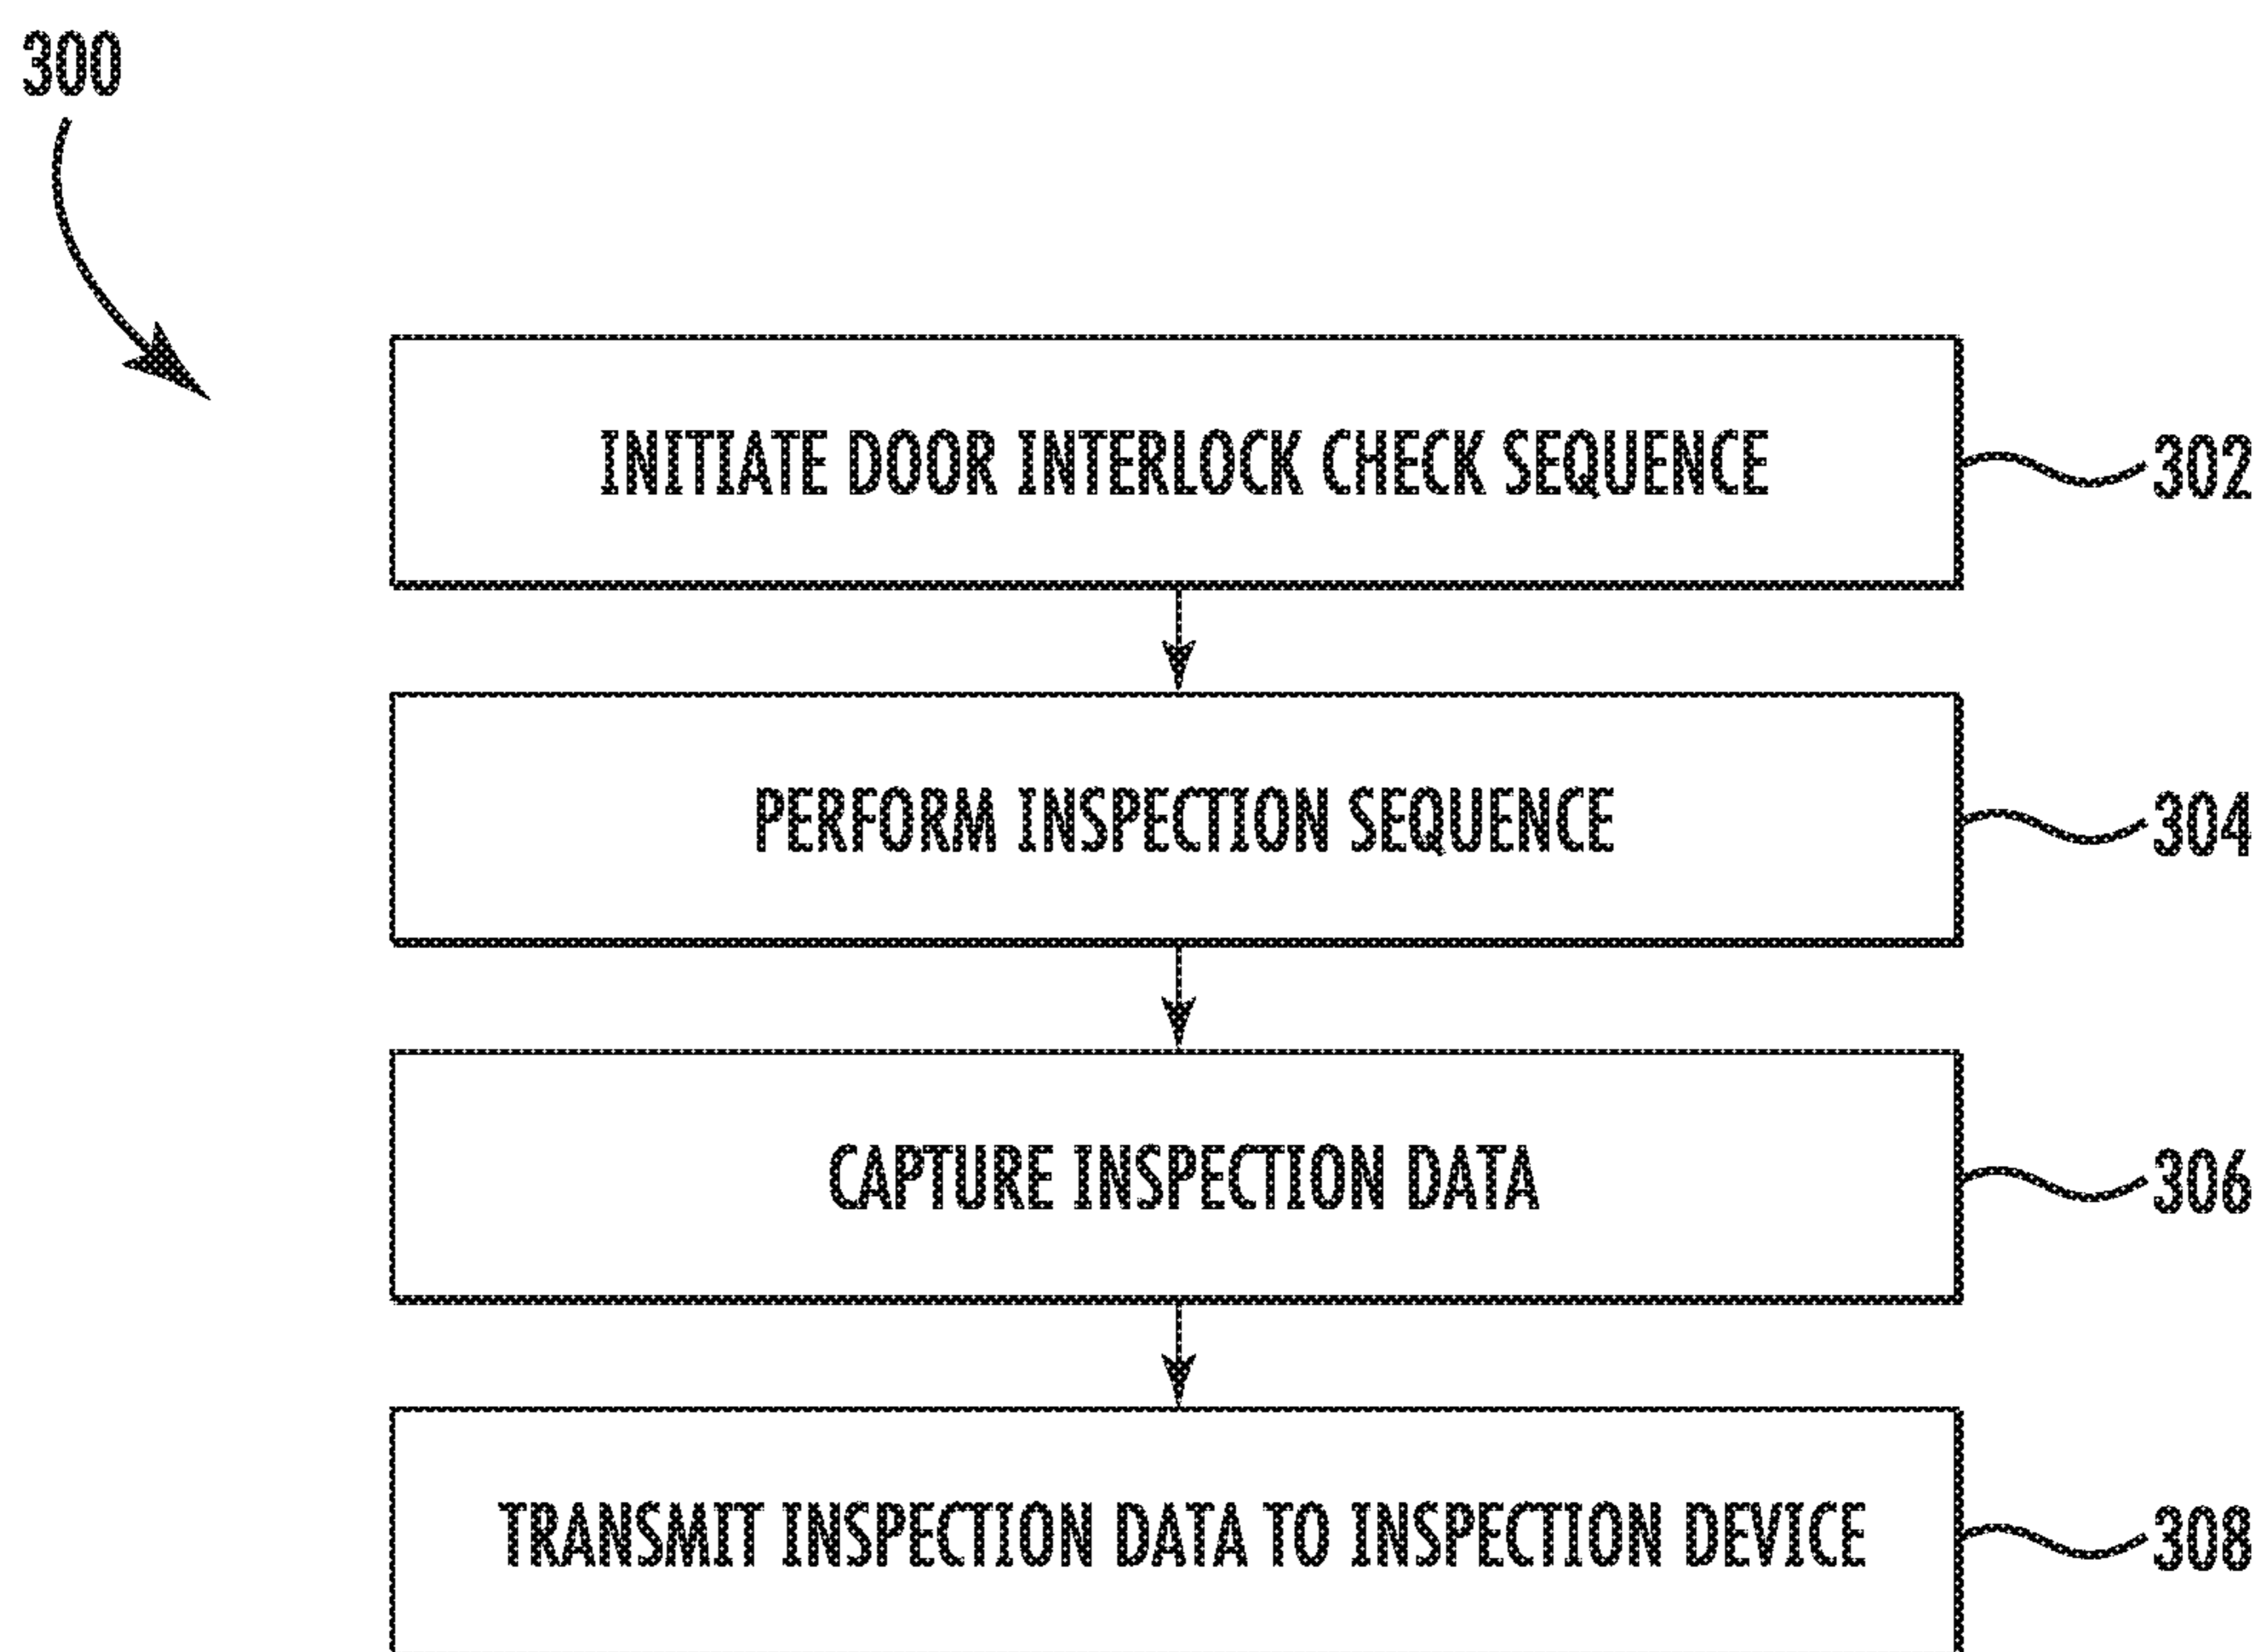 300
INITIATE DOOR INTERLOCK CHECK SEQUENCE
302
PERFORM INSPECTION SEQUENCE
304
CAPTURE INSPECTION DATA
306
TRANSMIT INSPECTION DATA TO INSPECTION DEVICE
308